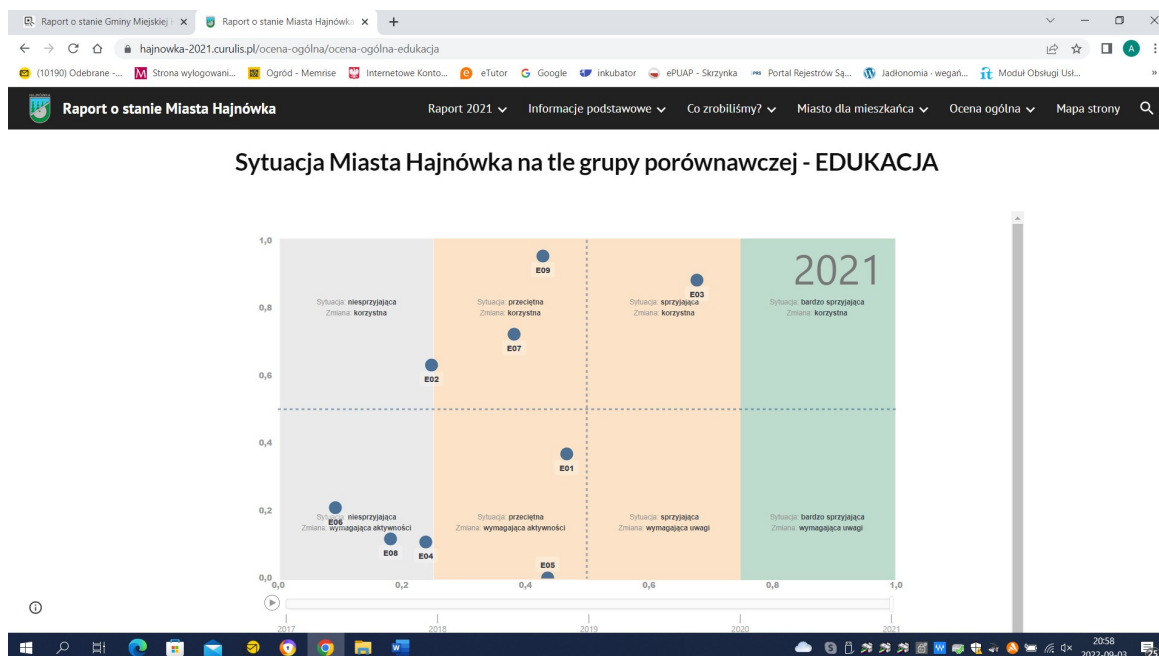 Raport o stanie Gminy Miejskiej
Raport o stanie Miasta Hajnówka
hajnowka-2021.curulis.pl/ocena-ogólna/ocena-ogólna-edukacja
A
(10190) Odebrane -...
Strona wylogowani...
Ogród - Memrise
Internetowe Konto...
eTutor
Google
inkubator
ePUAP - Skrzynka
Portal Rejestrów Są...
Jadłonomia · wegań...
Moduł Obsługi Usł...
»
Raport o stanie Miasta Hajnówka
Raport 2021
Informacje podstawowe
Co zrobiliśmy?
Miasto dla mieszkańca
Ocena ogólna
Mapa strony
Sytuacja Miasta Hajnówka na tle grupy porównawczej - EDUKACJA
1,0
0,8
0,6
0,4
0,2
0,0
2021
E09
E03
Sytuacja: niesprzyjająca
Zmiana: korzystna
Sytuacja: przeciętna
Zmiana: korzystna
Sytuacja: sprzyjająca
Zmiana: korzystna
Sytuacja: bardzo sprzyjająca
Zmiana: korzystna
E07
E02
E01
Sytuacja: niesprzyjająca
Zmiana: wymagająca aktywności
Sytuacja: przeciętna
Zmiana: wymagająca aktywności
Sytuacja: sprzyjająca
Zmiana: wymagająca uwagi
Sytuacja: bardzo sprzyjająca
Zmiana: wymagająca uwagi
E06
E08
E04
E05
0,0
0,2
0,4
0,6
0,8
1,0
2017
2018
2019
2020
2021
20:58
2022-09-03
25